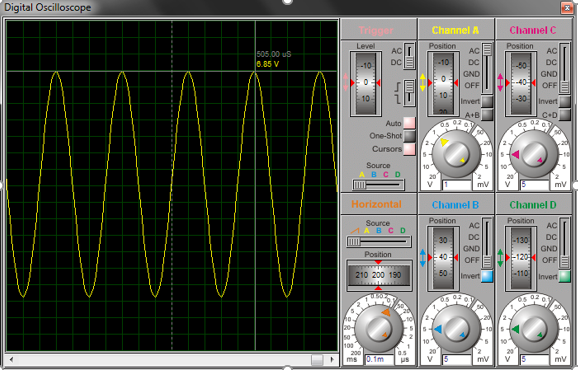 Digital Oscilloscope
505.00 uS
6.85 V
Trigger
Level
-10
0
10
AC
DC
Auto
One-Shot
Cursors
Source
A B C D
Channel A
Position
-10
0
10
AC
DC
GND
OFF
Invert
A+B
V
1
mV
Channel C
Position
-50
-40
-30
AC
DC
GND
OFF
Invert
C+D
V
5
mV
Horizontal
Source
A B C D
Position
210 200 190
ms
0.1m
µs
Channel B
Position
30
40
50
AC
DC
GND
OFF
Invert
V
5
mV
Channel D
Position
-130
-120
-110
AC
DC
GND
OFF
Invert
V
5
mV